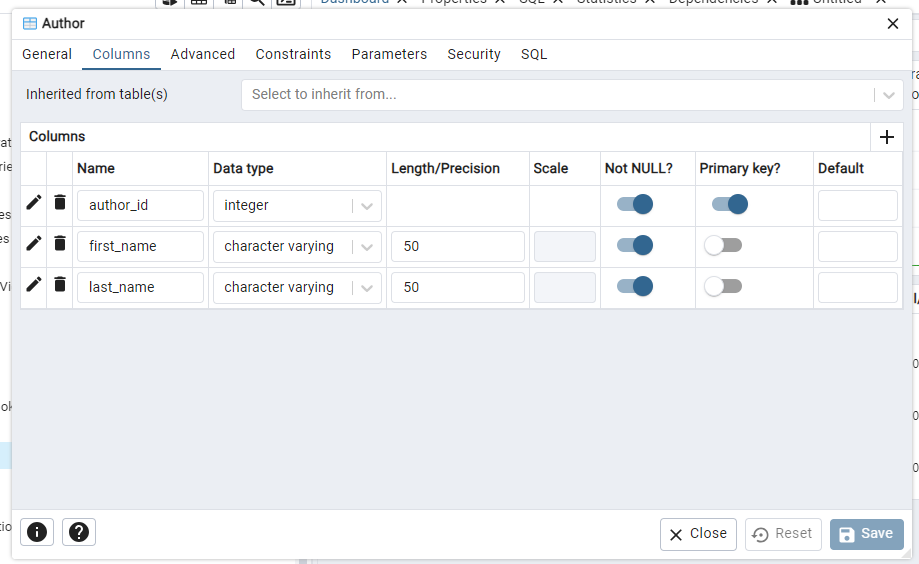 Dashboard Properties SQL Statistics Dependencies Untitled
Author
General Columns Advanced Constraints Parameters Security SQL
Inherited from table(s) Select to inherit from...
Columns
Name Data type Length/Precision Scale Not NULL? Primary key? Default
author_id integer
first_name character varying 50
last_name character varying 50
Close Reset Save